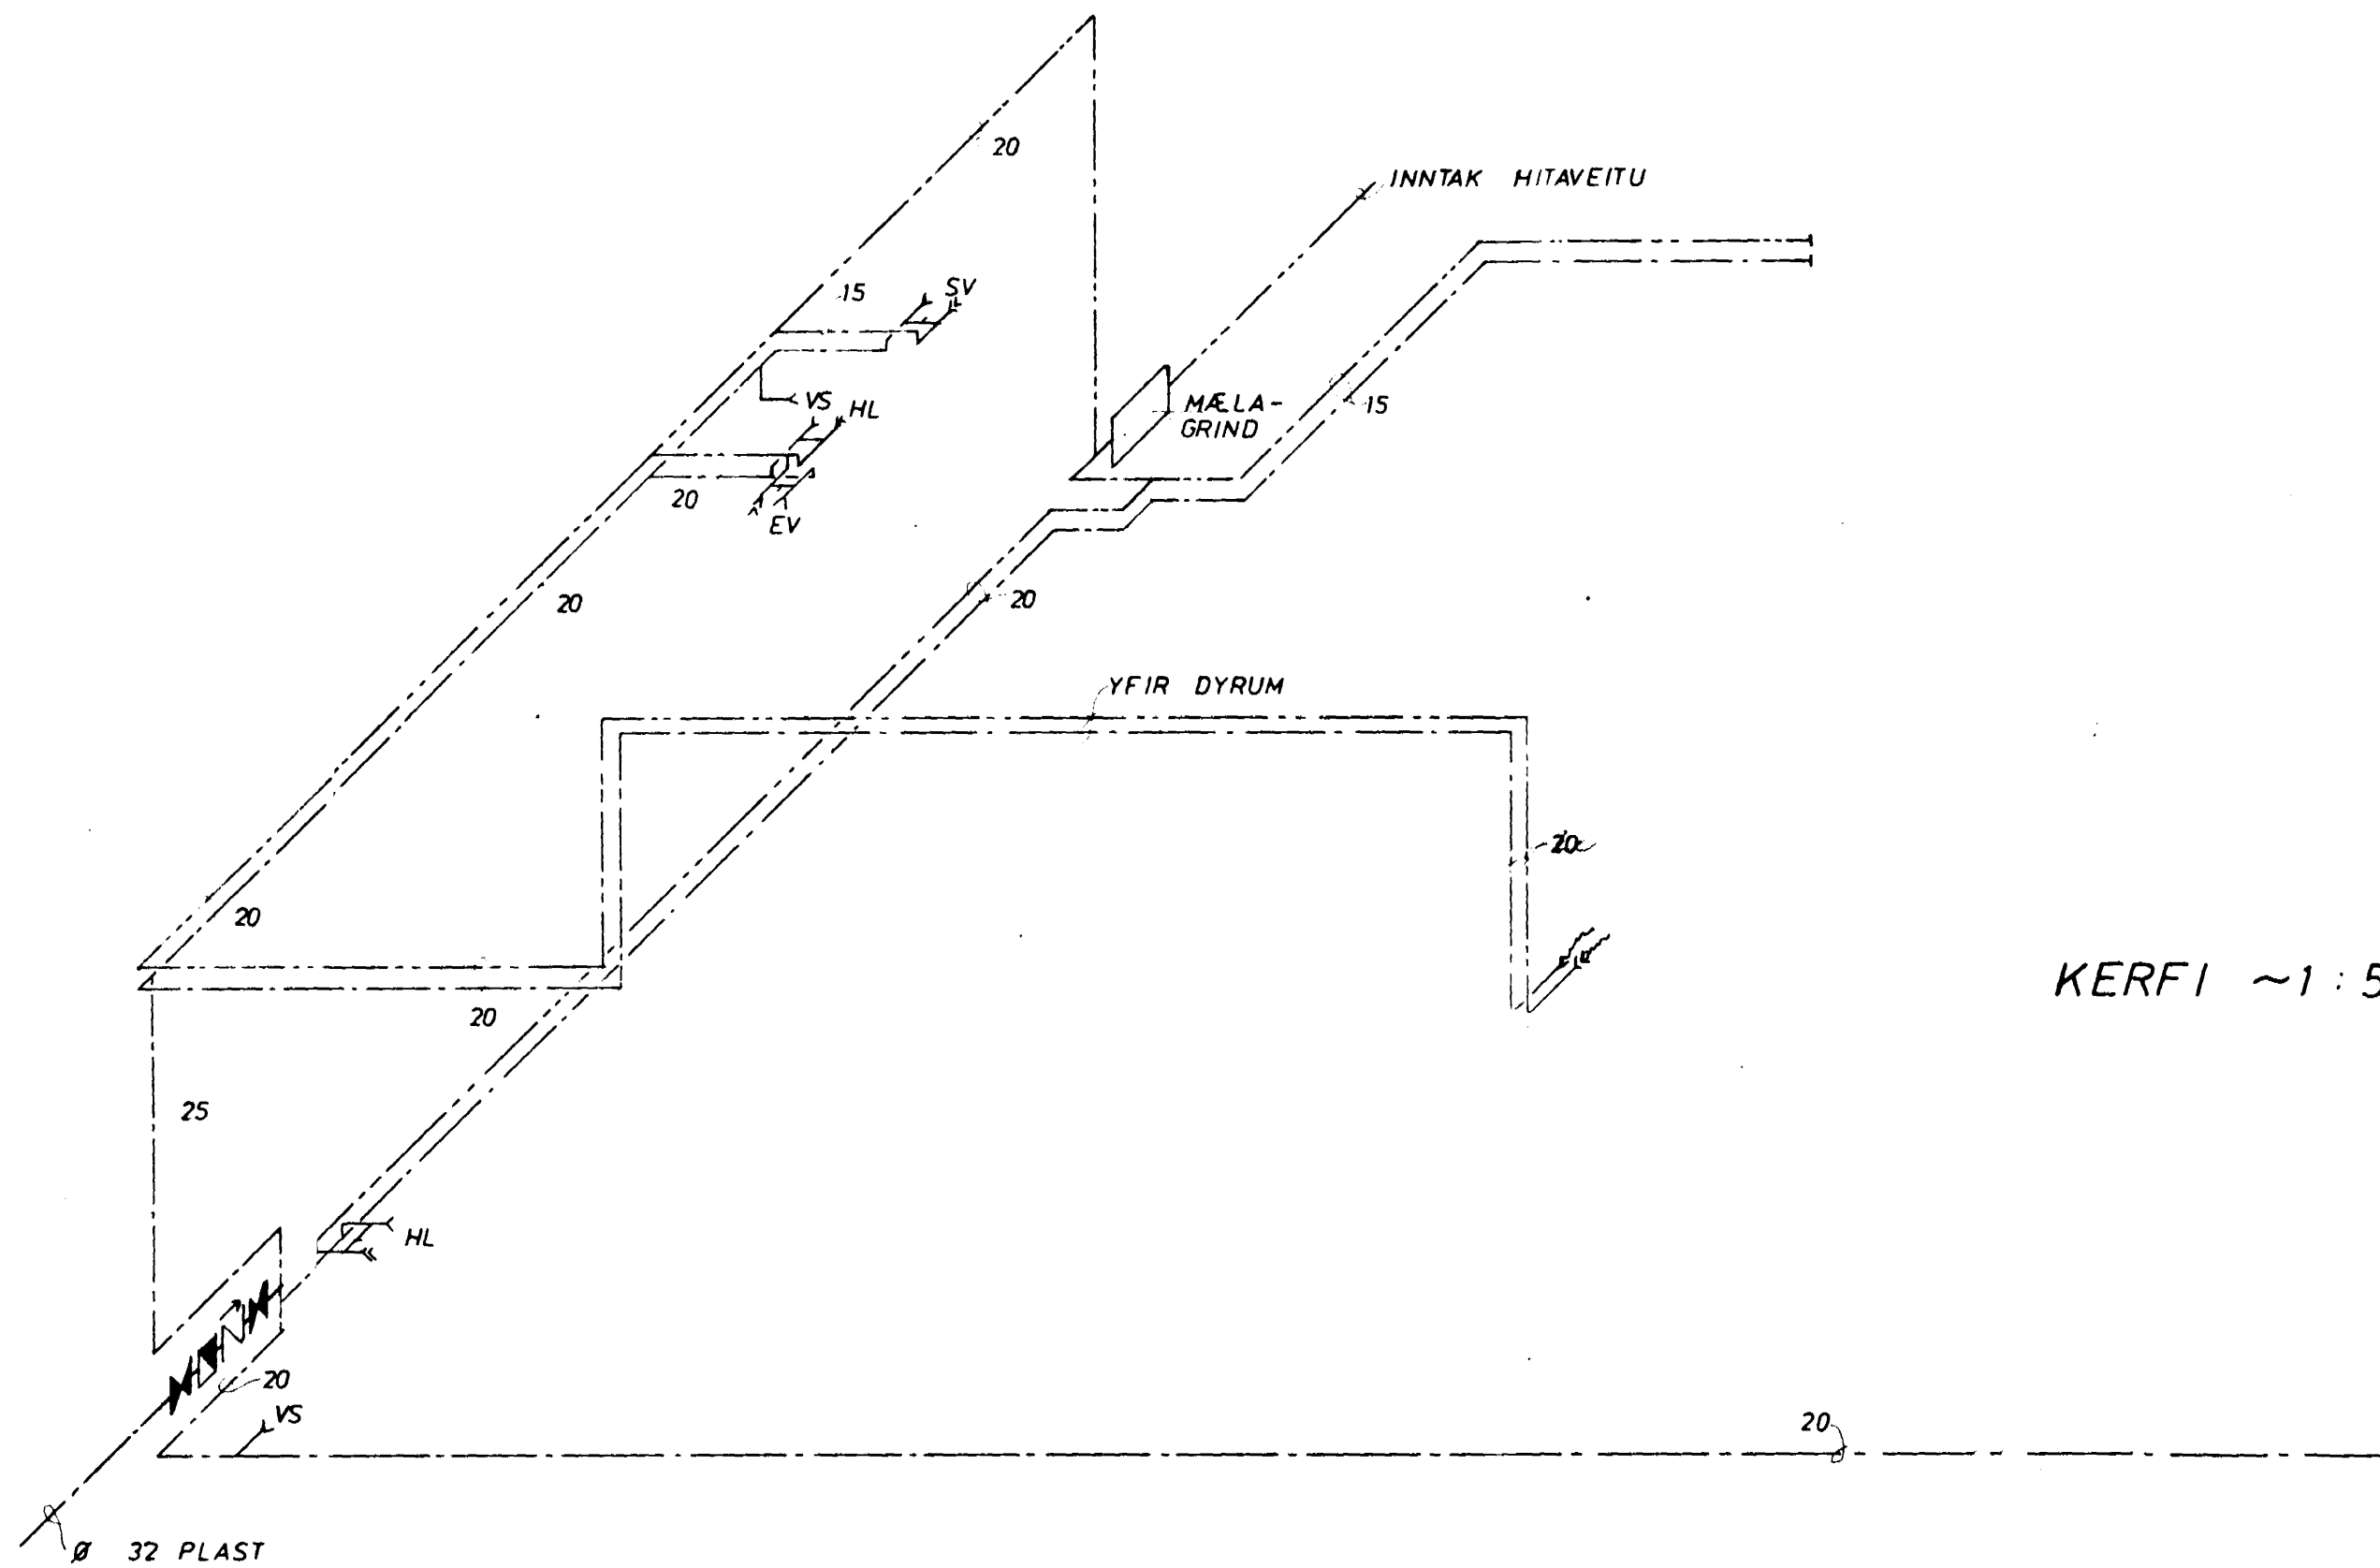 20
INNTAK HITAVEITU
15
SV
VS
HL
MÆLA-
GRIND
15
20
EV
20
20
YFIR DYRUM
20
20
20
KERFI ~1:5
25
HL
20
VS
20
Ø 32 PLAST